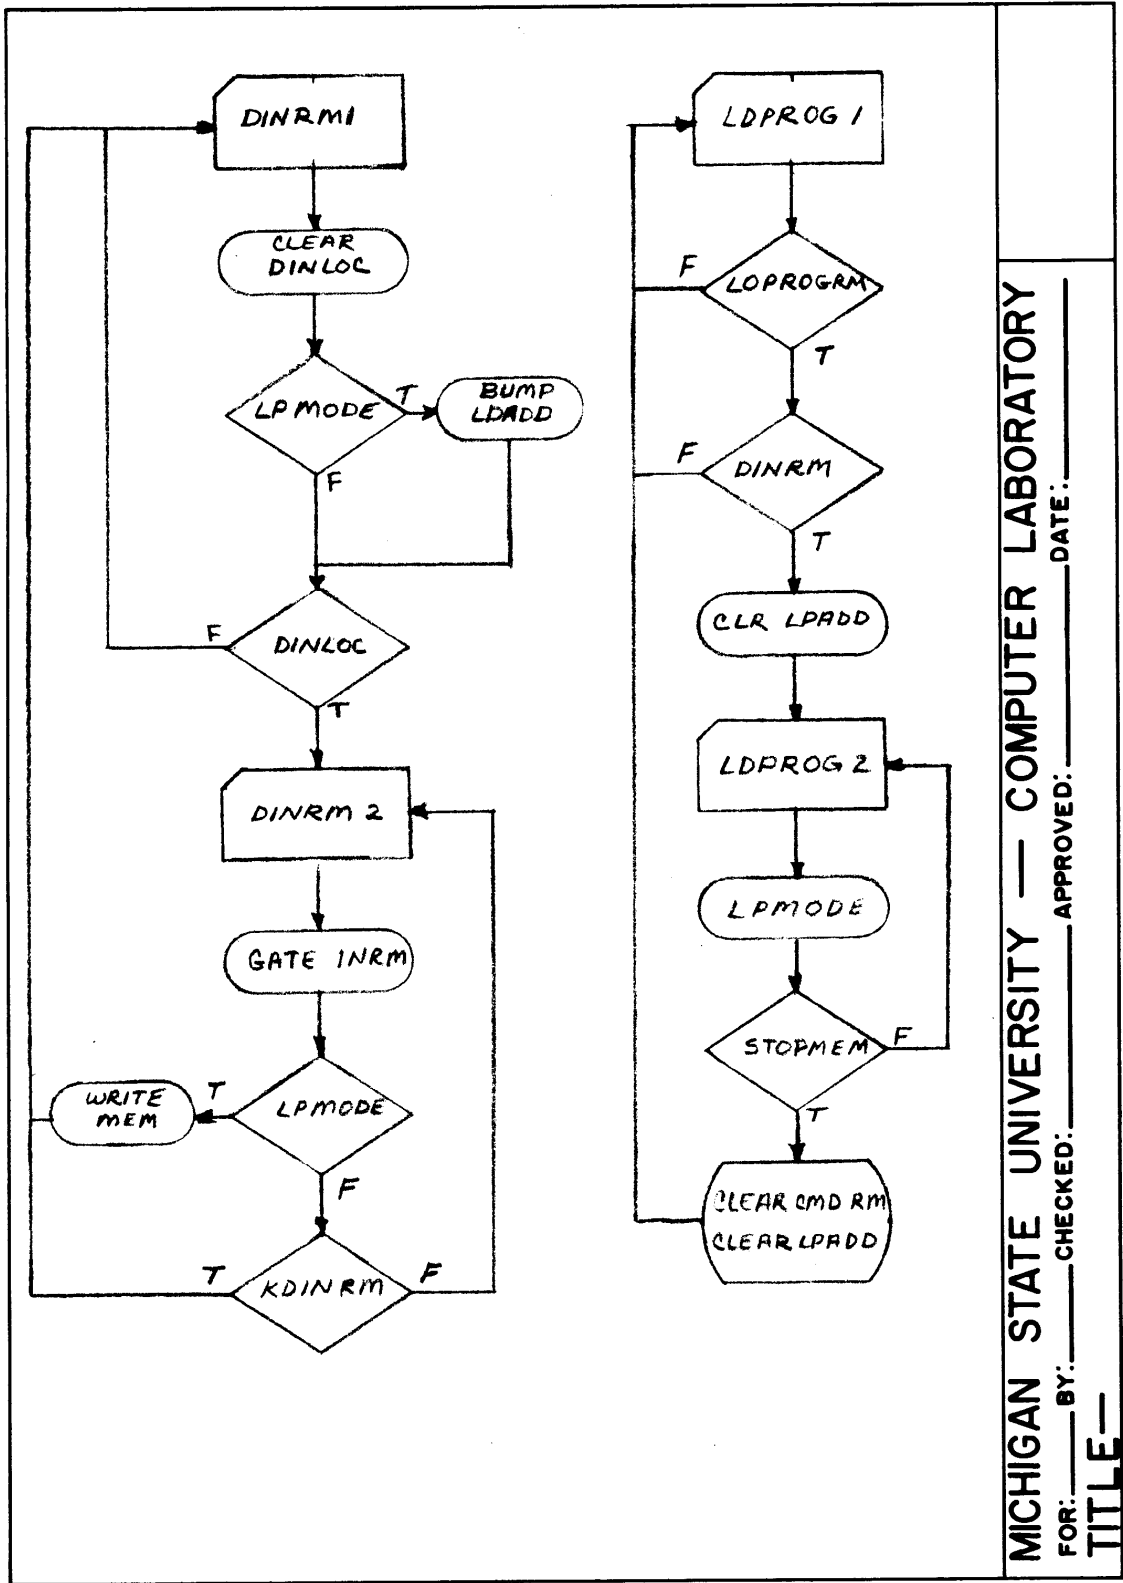 DINRM1
CLEAR
DINLOC
LPMODE
T
BUMP
LDADD
F
F
DINLOC
T
DINRM 2
GATE INRM
WRITE
MEM
T
LPMODE
F
T
KDINRM
F
LDPROG 1
F
LOPROGRM
T
F
DINRM
T
CLR LPADD
LDPROG 2
LPMODE
STOPMEM
F
T
CLEAR CMD RM
CLEAR LPADD
MICHIGAN STATE UNIVERSITY — COMPUTER LABORATORY
FOR: BY: CHECKED: APPROVED: DATE:
TITLE—